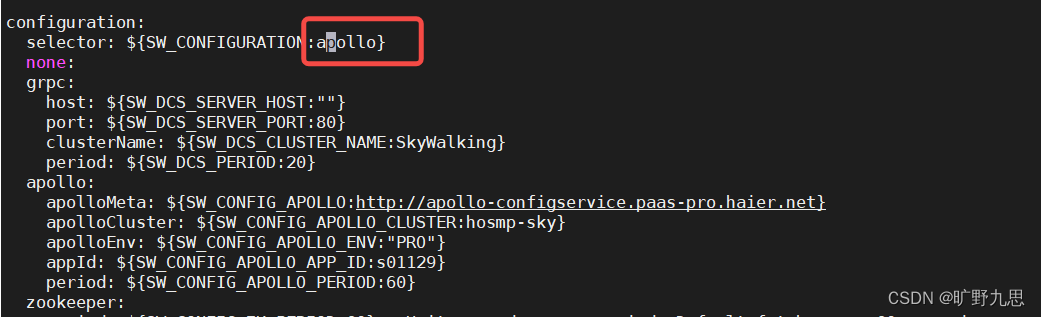 configuration:
selector: ${SW_CONFIGURATION:apollo}
none:
grpc:
host: ${SW_DCS_SERVER_HOST:""}
port: ${SW_DCS_SERVER_PORT:80}
clusterName: ${SW_DCS_CLUSTER_NAME:SkyWalking}
period: ${SW_DCS_PERIOD:20}
apollo:
apolloMeta: ${SW_CONFIG_APOLLO:http://apollo-configservice.paas-pro.haier.net}
apolloCluster: ${SW_CONFIG_APOLLO_CLUSTER:hosmp-sky}
apolloEnv: ${SW_CONFIG_APOLLO_ENV:"PRO"}
appId: ${SW_CONFIG_APOLLO_APP_ID:s01129}
period: ${SW_CONFIG_APOLLO_PERIOD:60}
zookeeper:
CSDN @旷野九思